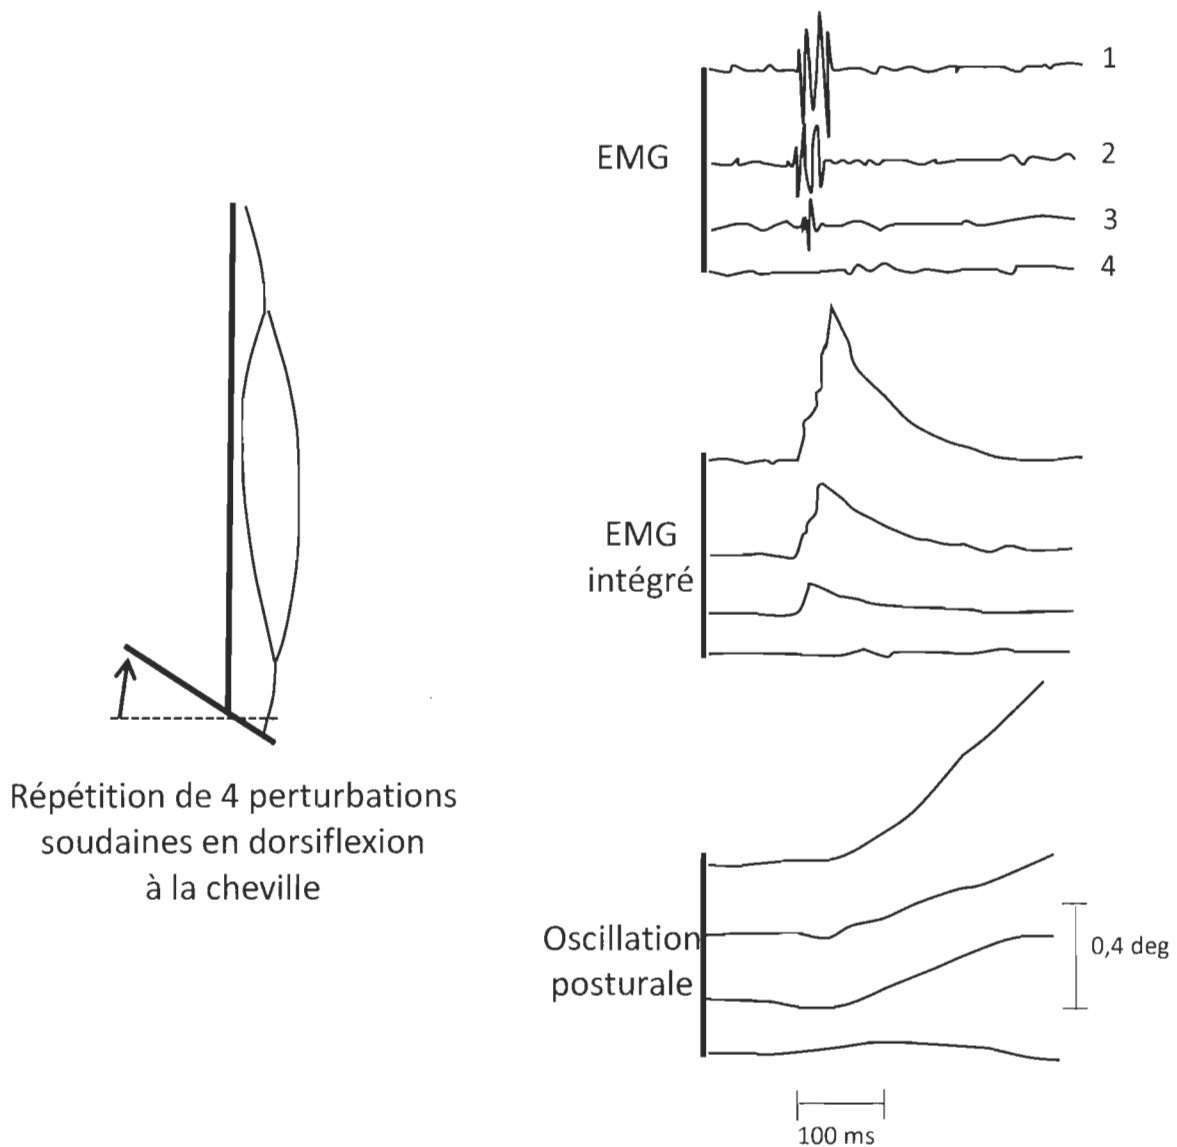 1
EMG
2
3
4
EMG
intégré
Répétition de 4 perturbations
soudaines en dorsiflexion
à la cheville
Oscillation
posturale
0,4 deg
100 ms